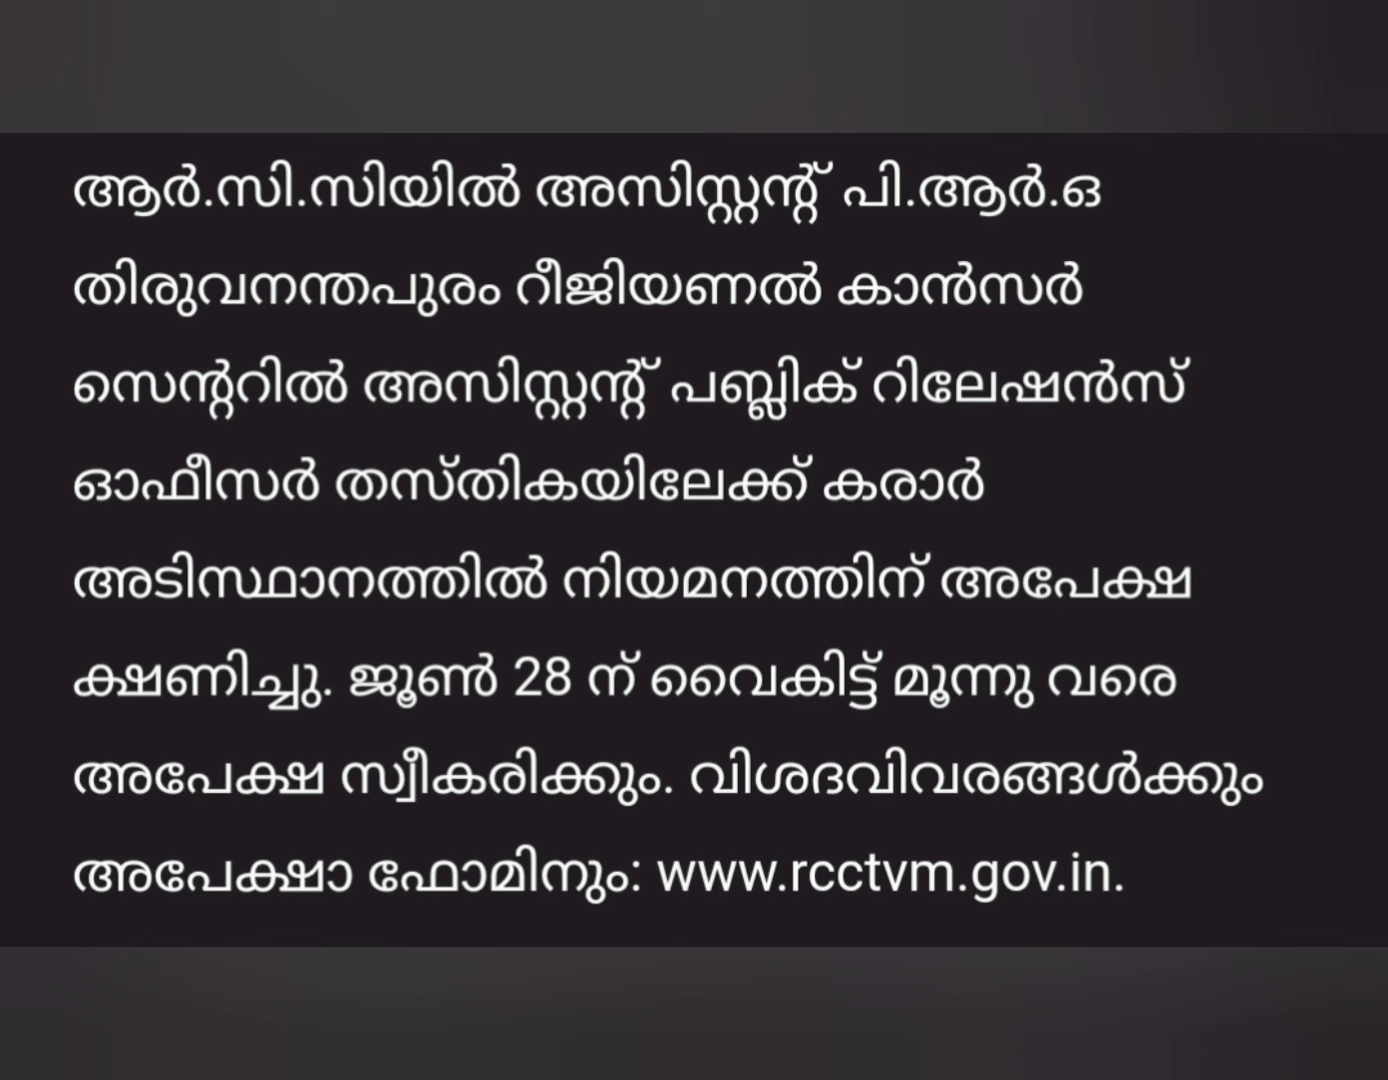 ആർ.സി.സിയിൽ അസിസ്റ്റന്റ് പി.ആർ.ഒ
തിരുവനന്തപുരം റീജിയണൽ കാൻസർ
സെന്ററിൽ അസിസ്റ്റന്റ് പബ്ലിക് റിലേഷൻസ്
ഓഫീസർ തസ്തികയിലേക്ക് കരാർ
അടിസ്ഥാനത്തിൽ നിയമനത്തിന് അപേക്ഷ
ക്ഷണിച്ചു. ജൂൺ 28 ന് വൈകിട്ട് മൂന്നു വരെ
അപേക്ഷ സ്വീകരിക്കും. വിശദവിവരങ്ങൾക്കും
അപേക്ഷാ ഫോമിനും: www.rcctvm.gov.in.